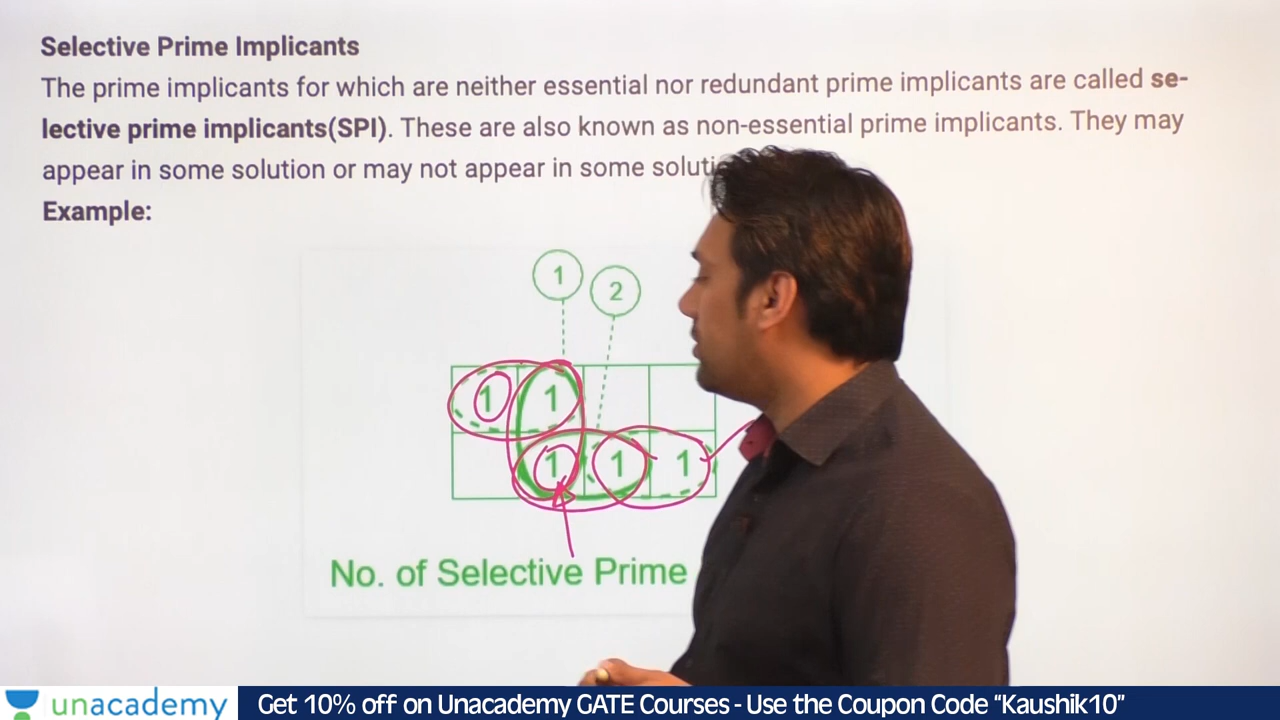 Selective Prime Implicants
The prime implicants for which are neither essential nor redundant prime implicants are called se-
lective prime implicants(SPI). These are also known as non-essential prime implicants. They may
appear in some solution or may not appear in some
Example:
1
2
1 1
1 1 1
No. of Selective Prime
unacademy
Get 10% off on Unacademy GATE Courses - Use the Coupon Code “Kaushik10”